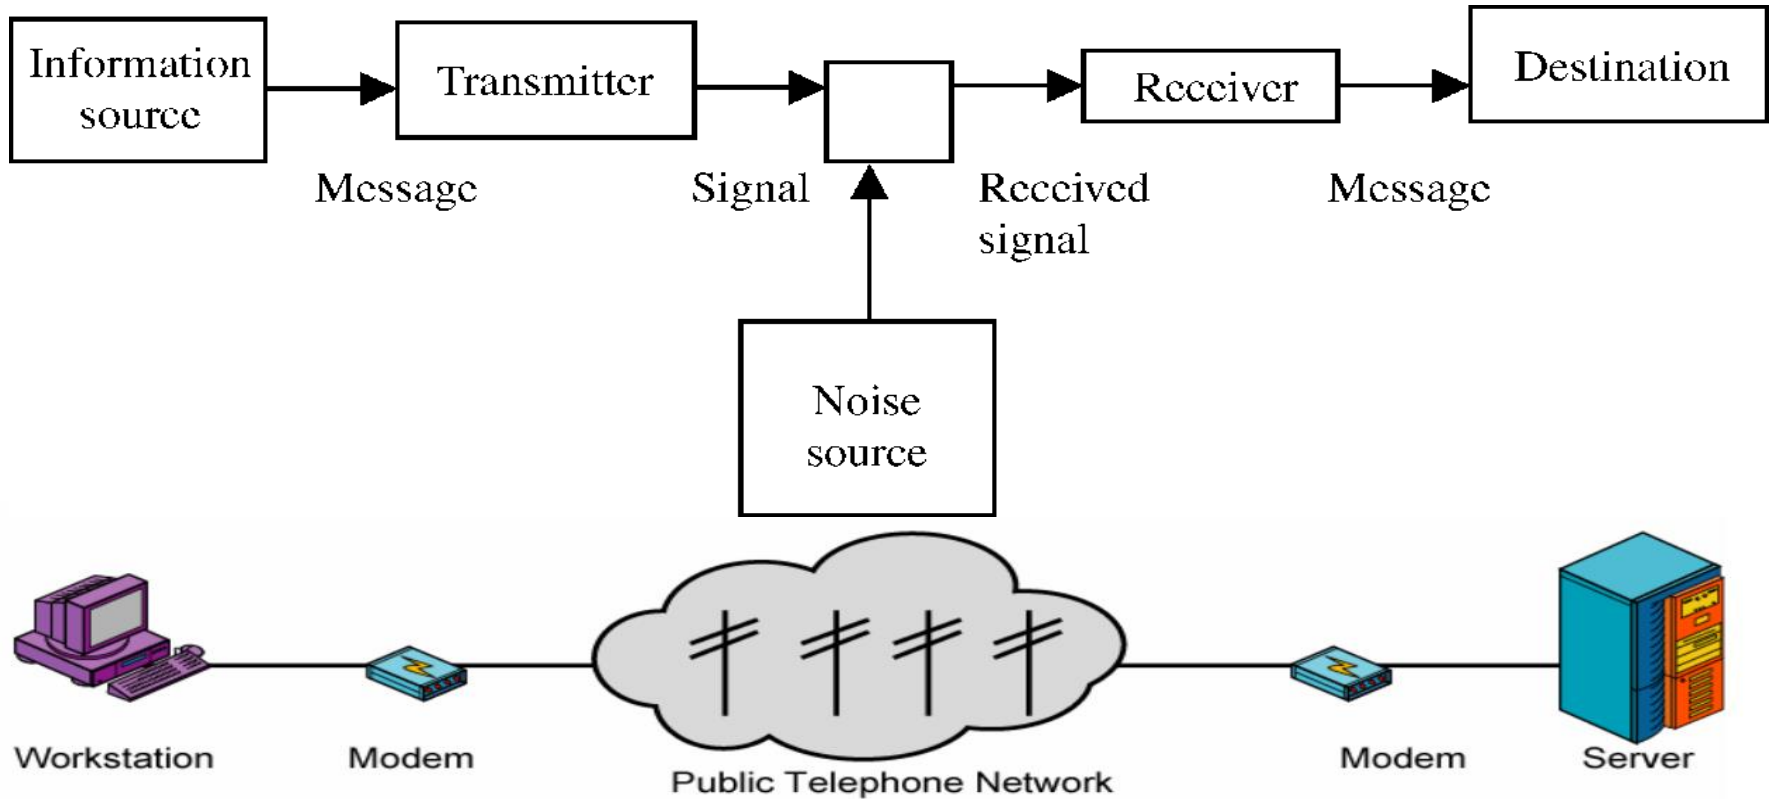 Information
source
Transmitter
Receiver
Destination
Message
Signal
Received
signal
Message
Noise
source
Workstation
Modem
Public Telephone Network
Modem
Server